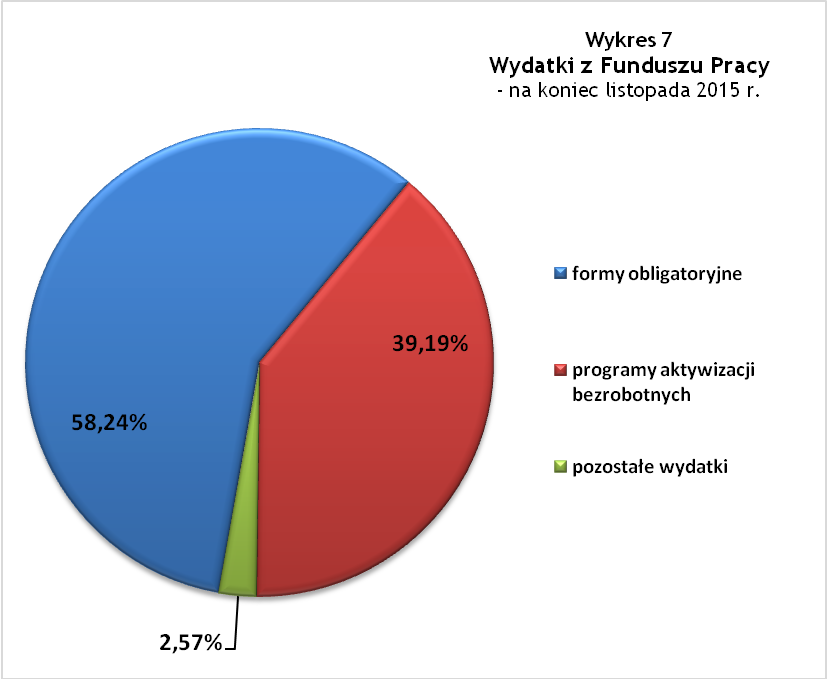 Wykres 7
Wydatki z Funduszu Pracy
- na koniec listopada 2015 r.
formy obligatoryjne
39,19%
programy aktywizacji
bezrobotnych
58,24%
pozostałe wydatki
2,57%